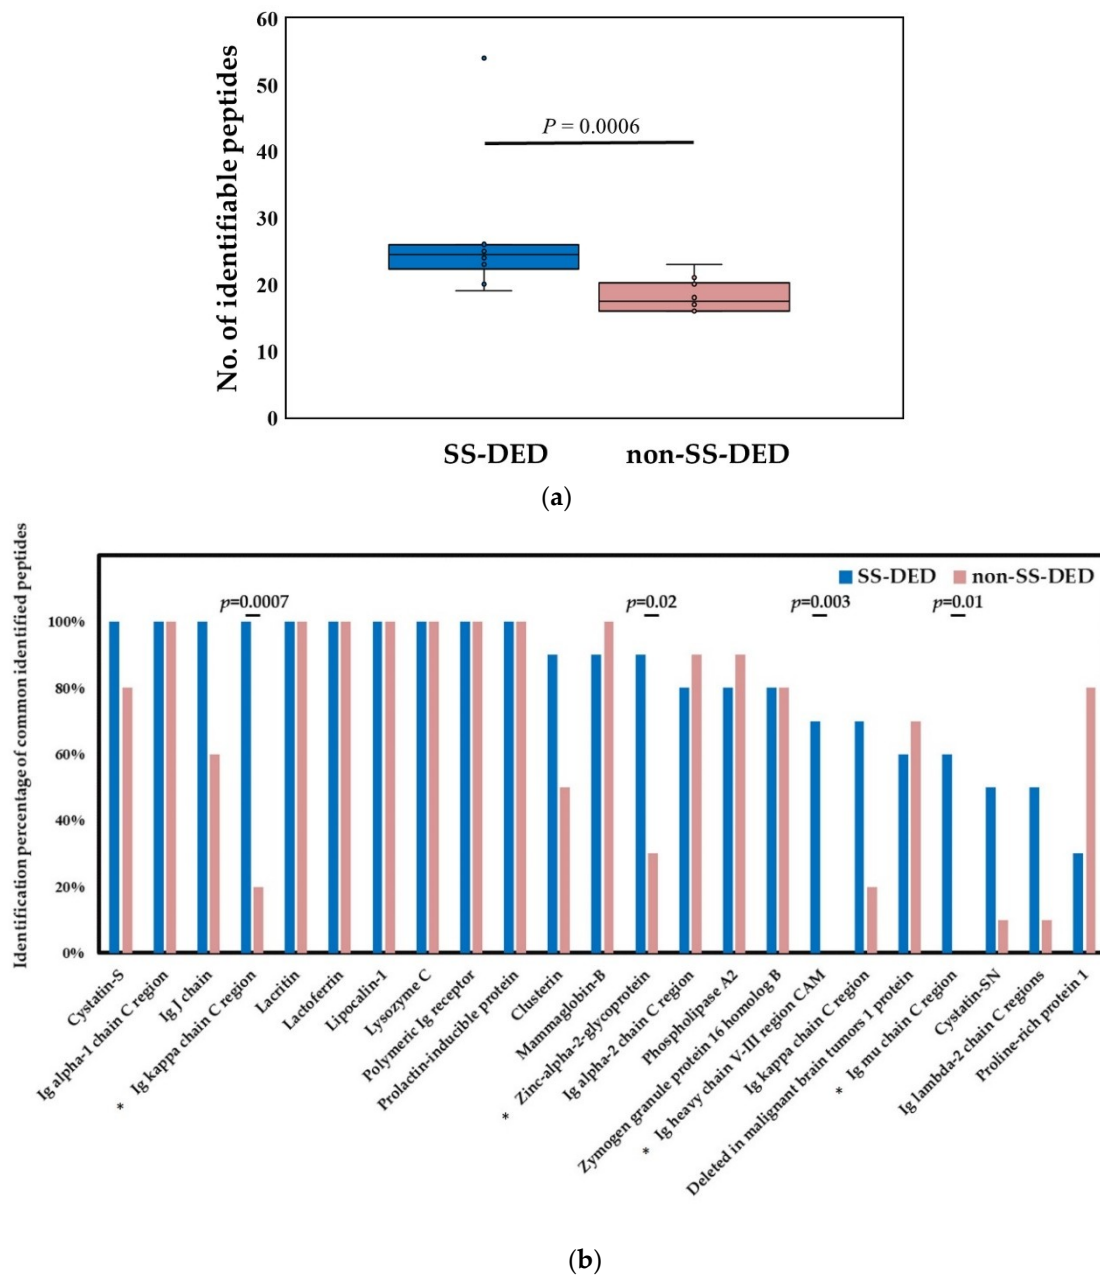 60
50
40
30
20
10
0
No. of identifiable peptides
P = 0.0006
SS-DED
non-SS-DED
(a)
Identification percentage of common identified peptides
SS-DED
non-SS-DED
p=0.0007
p=0.02
p=0.003
p=0.01
100%
80%
60%
40%
20%
0%
Cystatin-S
Ig alpha-1 chain C region
Ig J chain
* Ig kappa chain C region
Lacritin
Lactoferrin
Lipocalin-1
Lysozyme C
Polymeric Ig receptor
Prolactin-inducible protein
Clusterin
Mammaglobin-B
* Zinc-alpha-2-glycoprotein
Ig alpha-2 chain C region
Phospholipase A2
Zymogen granule protein 16 homolog B
* Ig heavy chain V-III region CAM
Ig kappa chain C region
Deleted in malignant brain tumors 1 protein
* Ig mu chain C region
Cystatin-SN
Ig lambda-2 chain C regions
Proline-rich protein 1
(b)